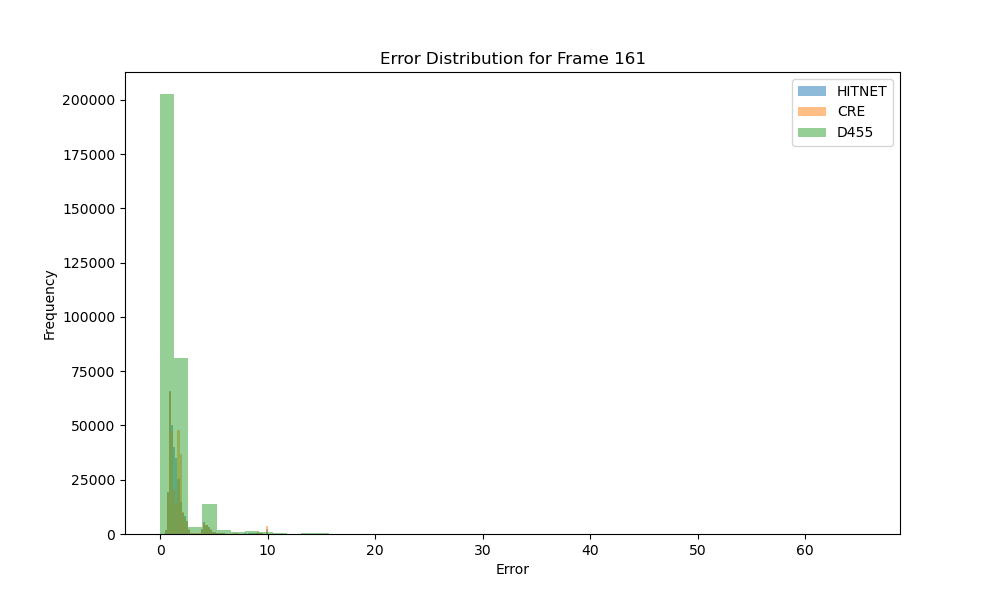 Error Distribution for Frame 161
HITNET
CRE
D455
200000
175000
150000
125000
100000
75000
50000
25000
0
Frequency
0 10 20 30 40 50 60
Error